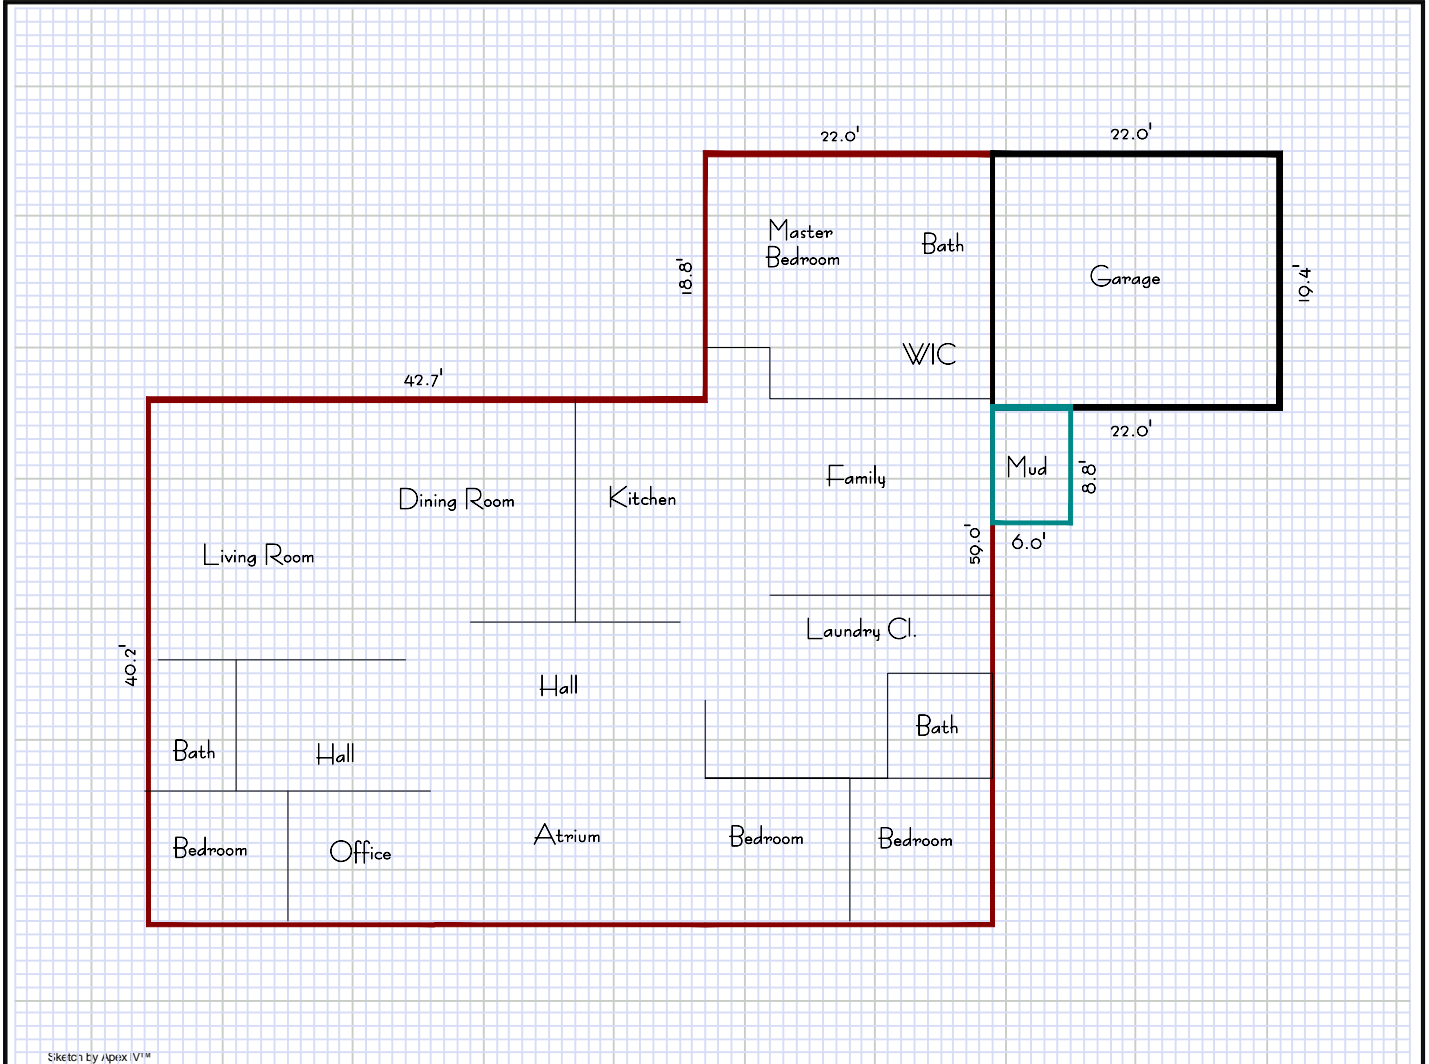 22.0'
22.0'
Master
Bedroom
Bath
Garage
18.8'
19.4'
WIC
42.7'
22.0'
Mud
8.8'
Family
Dining Room
Kitchen
59.0'
6.0'
Living Room
Laundry Cl.
40.2'
Hall
Bath
Bath
Hall
Bedroom
Office
Atrium
Bedroom
Bedroom
Sketch by Apex IV™